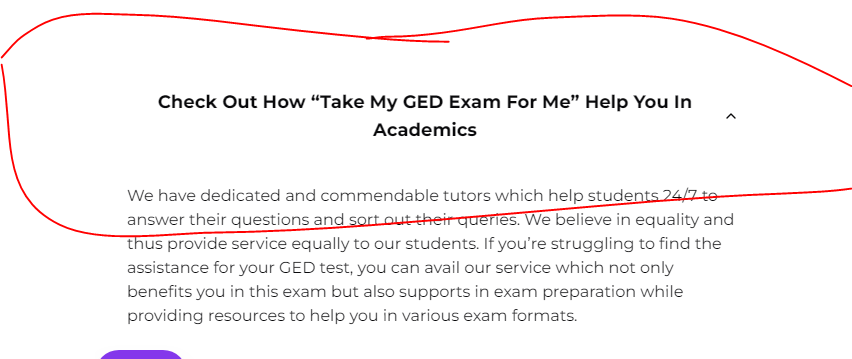 Check Out How “Take My GED Exam For Me” Help You In
Academics
We have dedicated and commendable tutors which help students 24/7 to
answer their questions and sort out their queries. We believe in equality and
thus provide service equally to our students. If you’re struggling to find the
assistance for your GED test, you can avail our service which not only
benefits you in this exam but also supports in exam preparation while
providing resources to help you in various exam formats.